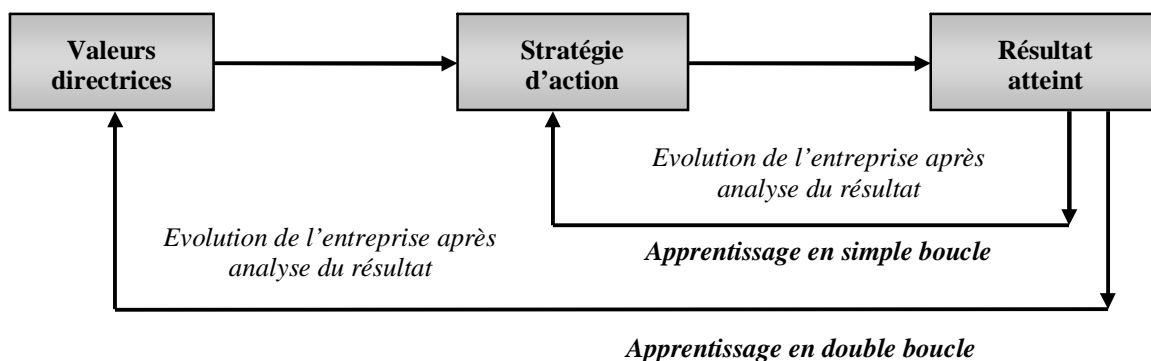 Valeurs
directrices
Stratégie
d’action
Résultat
atteint
Evolution de l’entreprise après
analyse du résultat
Apprentissage en simple boucle
Evolution de l’entreprise après
analyse du résultat
Apprentissage en double boucle